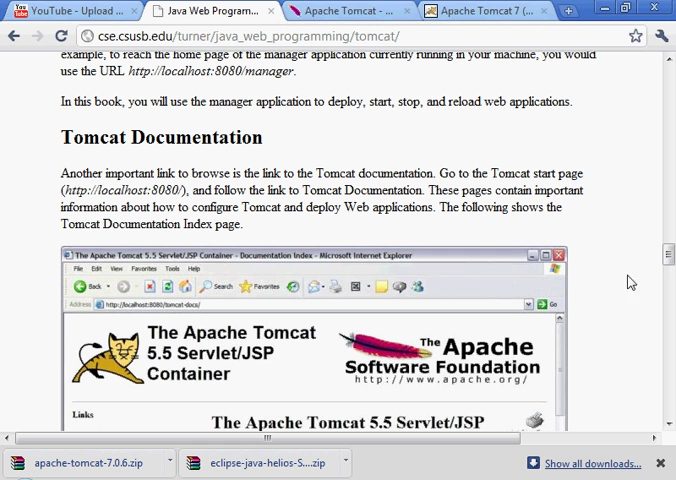 YouTube - Upload ...
Java Web Program...
Apache Tomcat - ...
Apache Tomcat 7 (...
cse.csusb.edu/turner/java_web_programming/tomcat/
example, to reach the home page of the manager application currently running in your machine, you would
use the URL http://localhost:8080/manager.
In this book, you will use the manager application to deploy, start, stop, and reload web applications.
Tomcat Documentation
Another important link to browse is the link to the Tomcat documentation. Go to the Tomcat start page
(http://localhost:8080/), and follow the link to Tomcat Documentation. These pages contain important
information about how to configure Tomcat and deploy Web applications. The following shows the
Tomcat Documentation Index page.
The Apache Tomcat 5.5 Servlet/JSP Container - Documentation Index - Microsoft Internet Explorer
File Edit View Favorites Tools Help
Back Search Favorites
Address http://localhost:8080/tomcat-docs/ Go
The Apache Tomcat
5.5 Servlet/JSP
Container
The Apache
Software Foundation
http://www.apache.org/
Links
The Apache Tomcat 5.5 Servlet/JSP
apache-tomcat-7.0.6.zip
eclipse-java-helios-S....zip
Show all downloads...